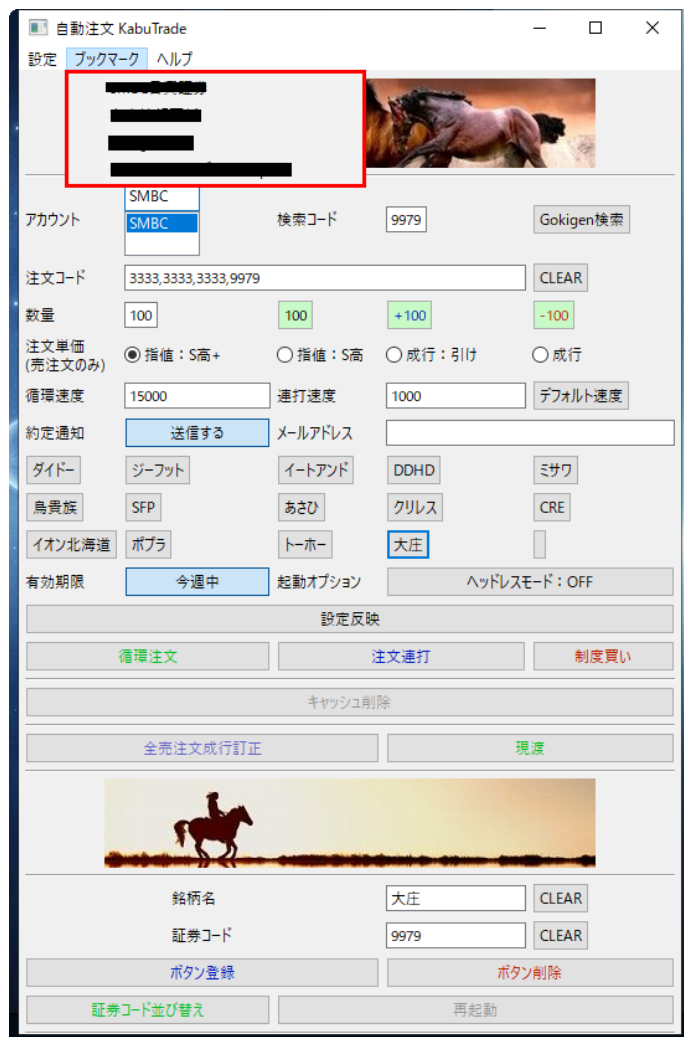 自動注文 KabuTrade
設定 ブックマーク ヘルプ
SMBC
アカウント SMBC 検索コード 9979 Gokigen検索
注文コード 3333,3333,3333,9979 CLEAR
数量 100 100 +100 -100
注文単価
(売注文のみ) 指値：S高+ 指値：S高 成行：引け 成行
循環速度 15000 連打速度 1000 デフォルト速度
約定通知 送信する メールアドレス
ダイドー ジーフット イートアンド DDHD ミサワ
鳥貴族 SFP あさひ クリレス CRE
イオン北海道 ポプラ トーホー 大庄
有効期限 今週中 起動オプション ヘッドレスモード：OFF
設定反映
循環注文 注文連打 制度買い
キャッシュ削除
全売注文成行訂正 現渡
銘柄名 大庄 CLEAR
証券コード 9979 CLEAR
ボタン登録 ボタン削除
証券コード並び替え 再起動